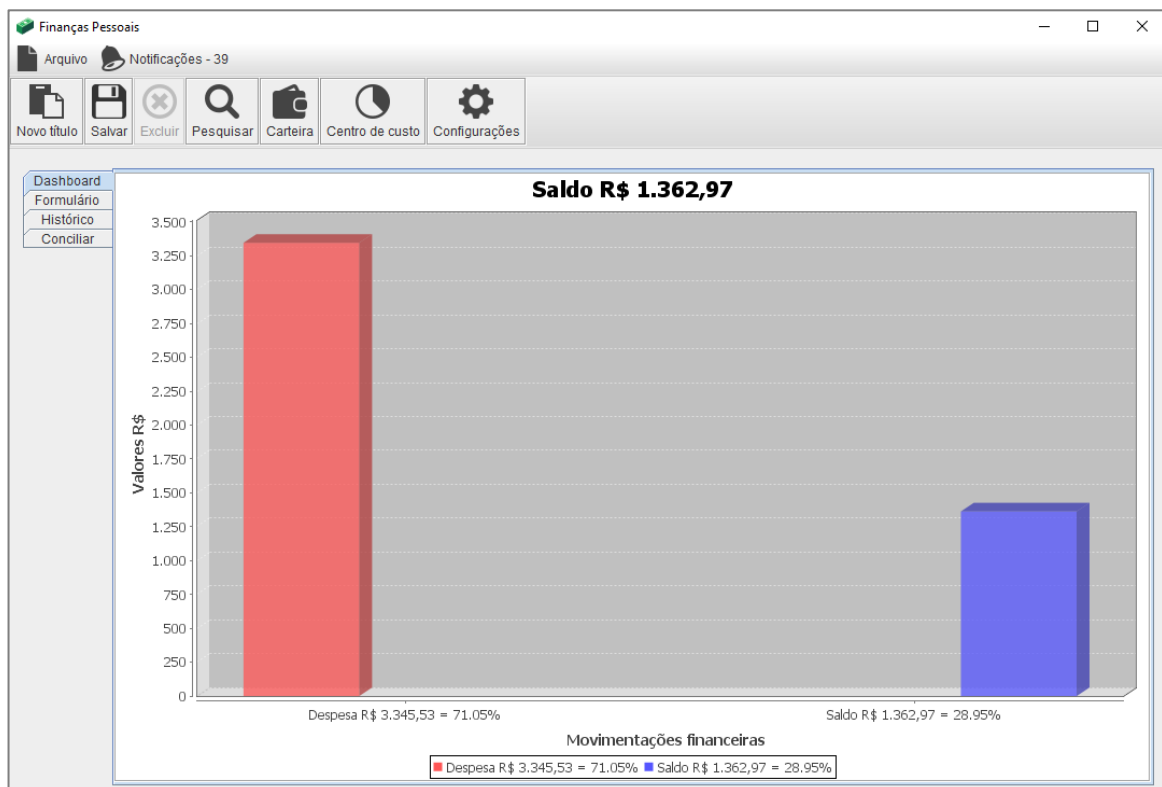 Finanças Pessoais
Arquivo Notificações - 39
Novo título Salvar Excluir Pesquisar Carteira Centro de custo Configurações
Dashboard
Formulário
Histórico
Conciliar
Saldo R$ 1.362,97
3.500
3.250
3.000
2.750
2.500
2.250
2.000
1.750
1.500
1.250
1.000
750
500
250
0
Valores R$
Despesa R$ 3.345,53 = 71.05% Saldo R$ 1.362,97 = 28.95%
Movimentações financeiras
Despesa R$ 3.345,53 = 71.05% Saldo R$ 1.362,97 = 28.95%